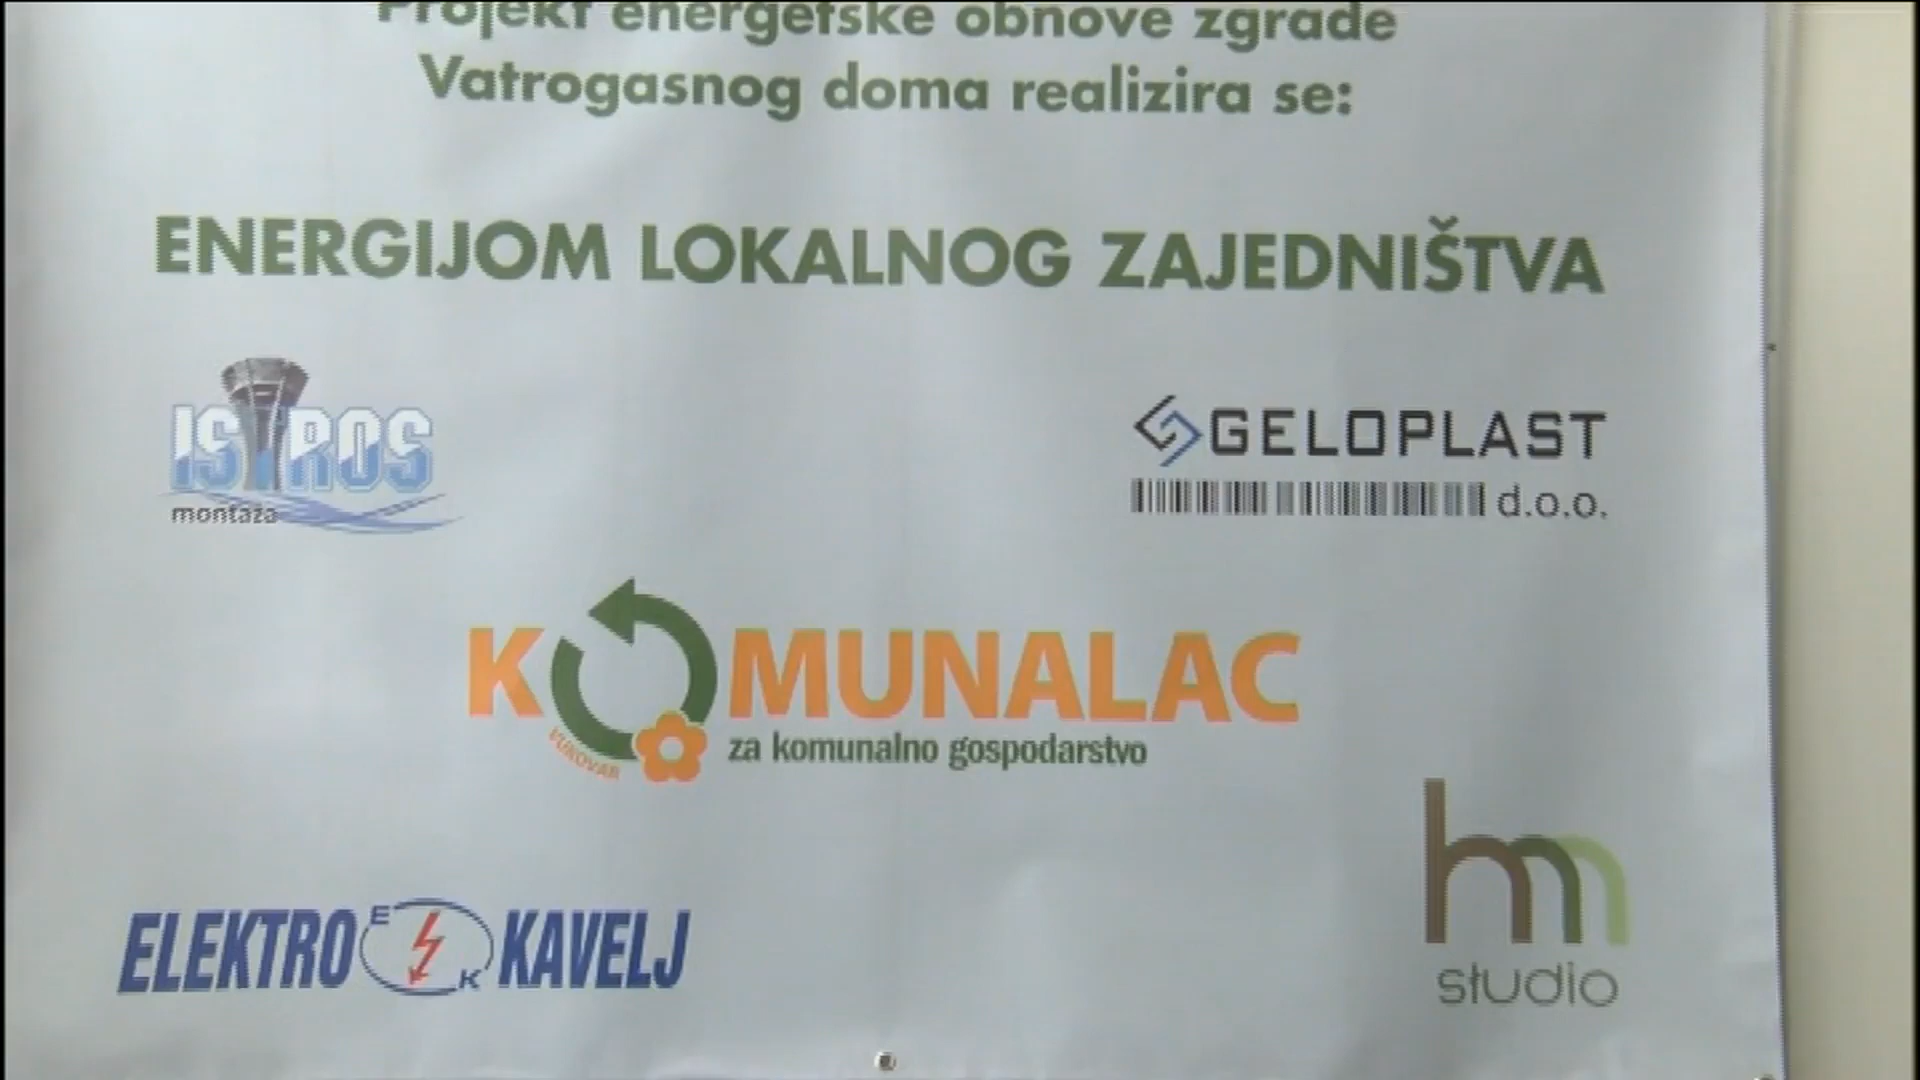 Projekt energetske obnove zgrade
Vatrogasnog doma realizira se:
ENERGIJOM LOKALNOG ZAJEDNIŠTVA
ISTROS
montaža
GELOPLAST
d.o.o.
KOMUNALAC
VUKOVAR
za komunalno gospodarstvo
ELEKTRO E K KAVELJ
hm
studio